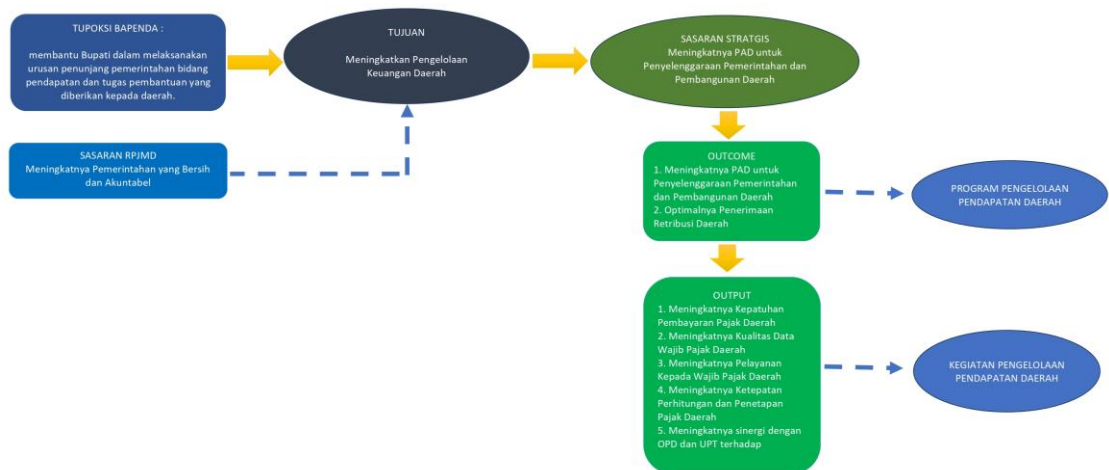 TUPOKSI BAPENDA :
membantu Bupati dalam melaksanakan
urusan penunjang pemerintahan bidang
pendapatan dan tugas pembantuan yang
diberikan kepada daerah.
TUJUAN
Meningkatkan Pengelolaan
Keuangan Daerah
SASARAN STRATGIS
Meningkatnya PAD untuk
Penyelenggaraan Pemerintahan dan
Pembangunan Daerah
SASARAN RPJMD
Meningkatnya Pemerintahan yang Bersih
dan Akuntabel
OUTCOME
1. Meningkatnya PAD untuk
Penyelenggaraan Pemerintahan
dan Pembangunan Daerah
2. Optimalnya Penerimaan
Retribusi Daerah
PROGRAM PENGELOLAAN
PENDAPATAN DAERAH
OUTPUT
1. Meningkatnya Kepatuhan
Pembayaran Pajak Daerah
2. Meningkatnya Kualitas Data
Wajib Pajak Daerah
3. Meningkatnya Pelayanan
Kepada Wajib Pajak Daerah
4. Meningkatnya Ketepatan
Perhitungan dan Penetapan
Pajak Daerah
5. Meningkatnya sinergi dengan
OPD dan UPT terhadap
KEGIATAN PENGELOLAAN
PENDAPATAN DAERAH